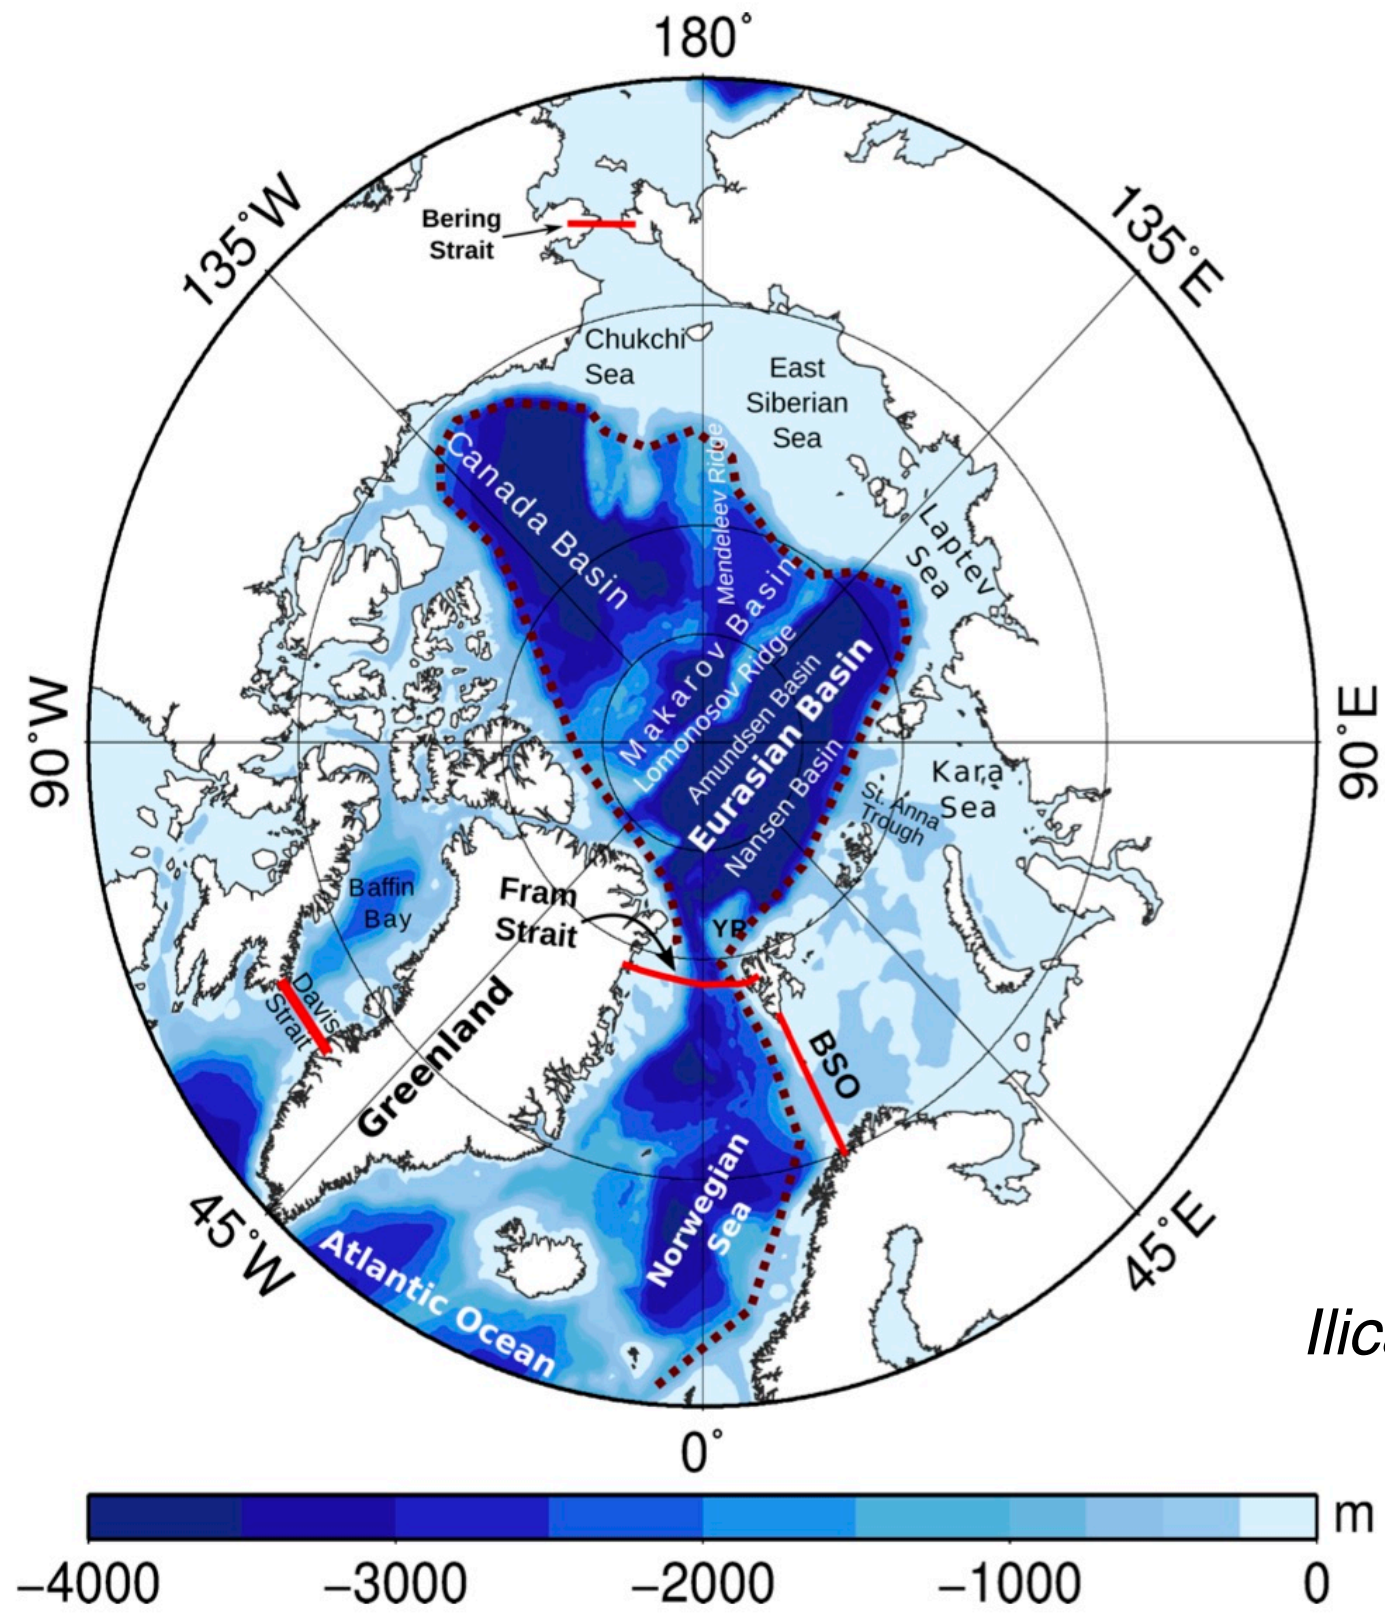 180°
135°W
135°E
Bering
Strait
Chukchi
Sea
East
Siberian
Sea
Canada Basin
Mendeleev Ridge
Laptev
Sea
Makarov Basin
Lomonosov Ridge
Amundsen Basin
Eurasian Basin
Nansen Basin
90°W
90°E
Kara
Sea
St. Anna
Trough
Baffin
Bay
Fram
Strait
YP
Davis
Strait
Greenland
BSO
Norwegian
Sea
45°W
45°E
Atlantic Ocean
0°
m
−4000
−3000
−2000
−1000
0